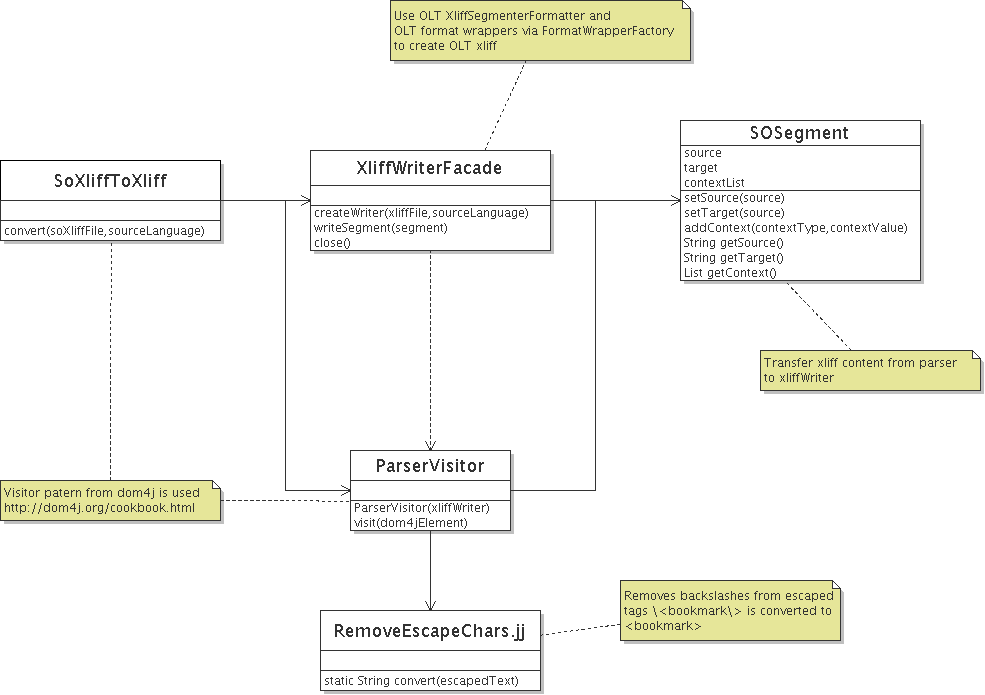 Use OLT XliffSegmenterFormatter and
OLT format wrappers via FormatWrapperFactory
to create OLT xliff
SoXliffToXliff
convert(soXliffFile,sourceLanguage)
XliffWriterFacade
createWriter(xliffFile,sourceLanguage)
writeSegment(segment)
close()
SOSegment
source
target
contextList
setSource(source)
setTarget(source)
addContext(contextType,contextValue)
String getSource()
String getTarget()
List getContext()
Transfer xliff content from parser
to xliffWriter
Visitor patern from dom4j is used
http://dom4j.org/cookbook.html
ParserVisitor
ParserVisitor(xliffWriter)
visit(dom4jElement)
RemoveEscapeChars.jj
static String convert(escapedText)
Removes backslashes from escaped
tags \<bookmark\> is converted to
<bookmark>